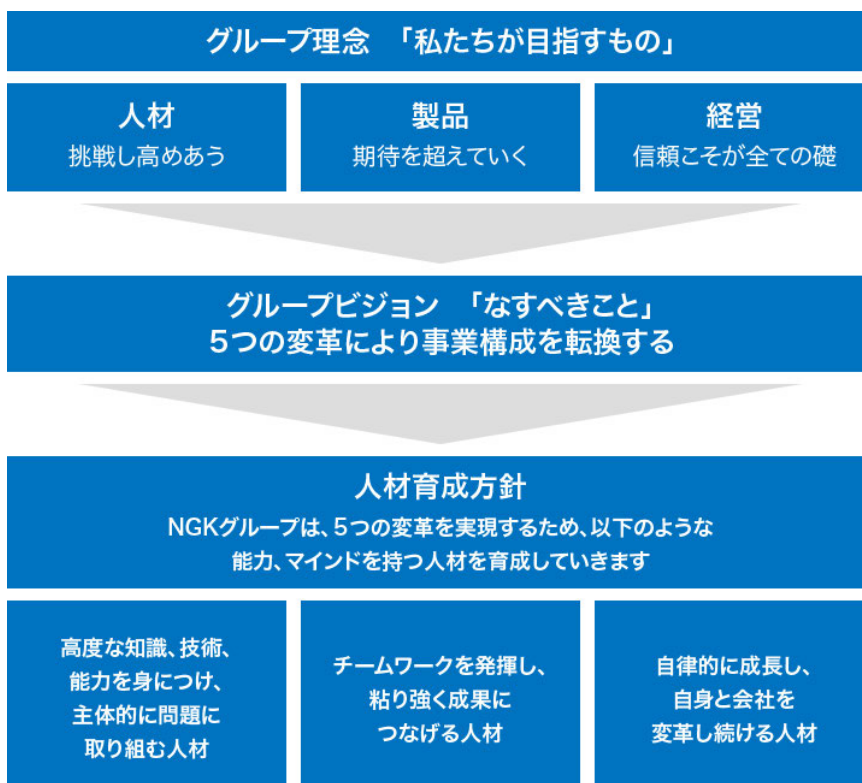 グループ理念 「私たちが目指すもの」
人材
挑戦し高めあう
製品
期待を超えていく
経営
信頼こそが全ての礎
グループビジョン 「なすべきこと」
5つの変革により事業構成を転換する
人材育成方針
NGKグループは、5つの変革を実現するため、以下のような
能力、マインドを持つ人材を育成していきます
高度な知識、技術、
能力を身につけ、
主体的に問題に
取り組む人材
チームワークを発揮し、
粘り強く成果に
つなげる人材
自律的に成長し、
自身と会社を
変革し続ける人材